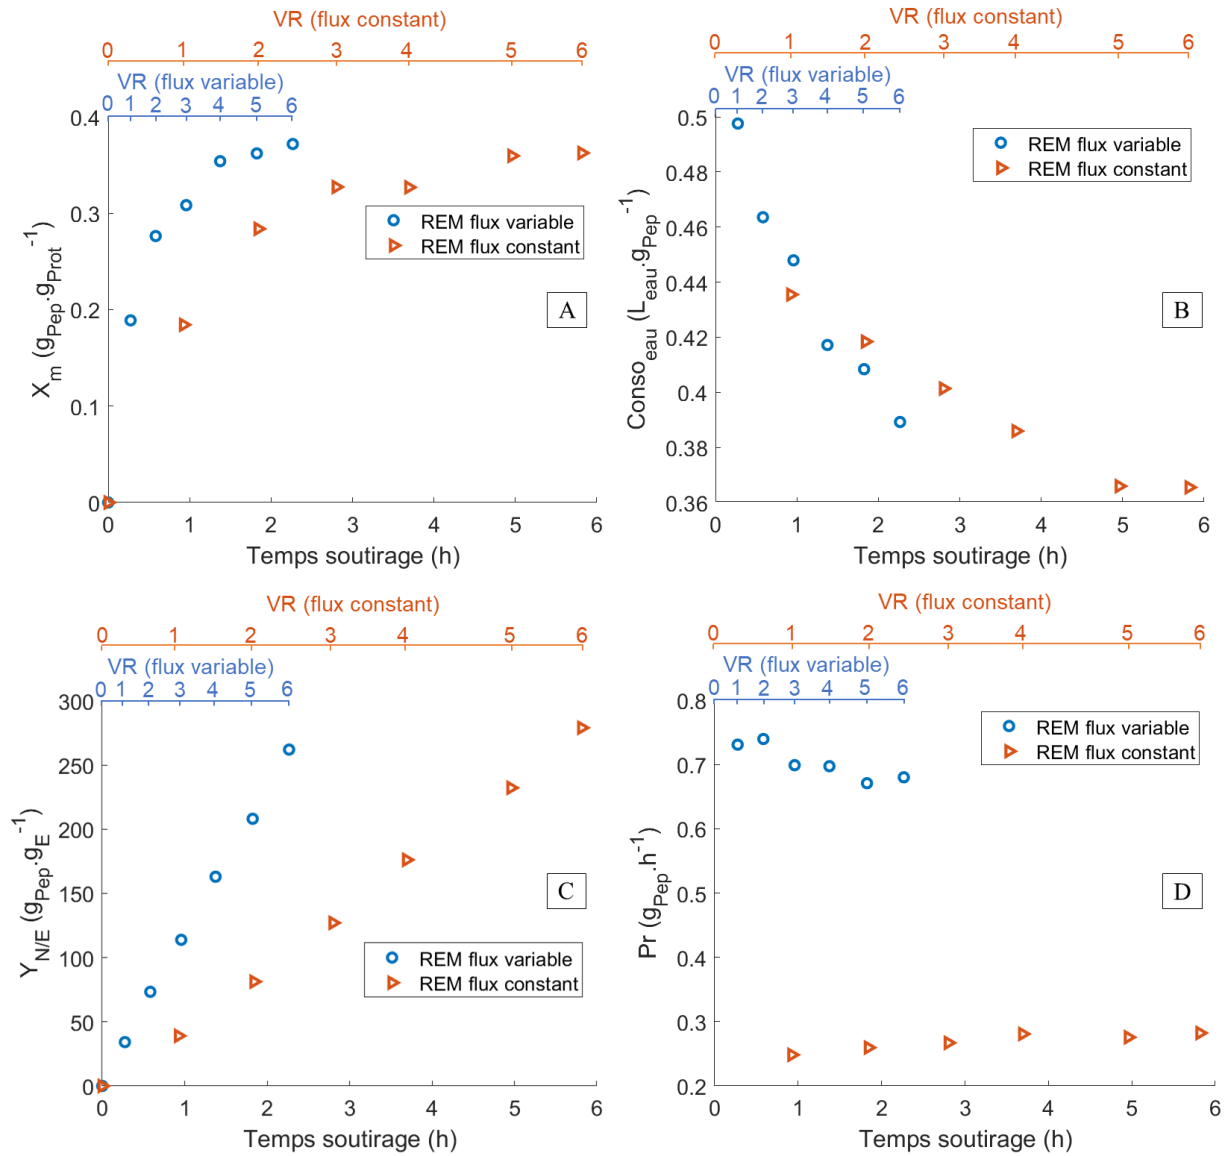 VR (flux constant)
0 1 2 3 4 5 6
VR (flux variable)
0 1 2 3 4 5 6
0.4
0.3
0.2
0.1
0
X_m (g_Pep.g_Prot^-1)
REM flux variable
REM flux constant
A
0 1 2 3 4 5 6
Temps soutirage (h)
VR (flux constant)
0 1 2 3 4 5 6
VR (flux variable)
0 1 2 3 4 5 6
0.5
0.48
0.46
0.44
0.42
0.4
0.38
0.36
Conso_eau (L_eau.g_Pep^-1)
REM flux variable
REM flux constant
B
0 1 2 3 4 5 6
Temps soutirage (h)
VR (flux constant)
0 1 2 3 4 5 6
VR (flux variable)
0 1 2 3 4 5 6
300
250
200
150
100
50
0
Y_N/E (g_Pep.g_E^-1)
C
REM flux variable
REM flux constant
0 1 2 3 4 5 6
Temps soutirage (h)
VR (flux constant)
0 1 2 3 4 5 6
VR (flux variable)
0 1 2 3 4 5 6
0.8
0.7
0.6
0.5
0.4
0.3
0.2
Pr (g_Pep.h^-1)
REM flux variable
REM flux constant
D
0 1 2 3 4 5 6
Temps soutirage (h)